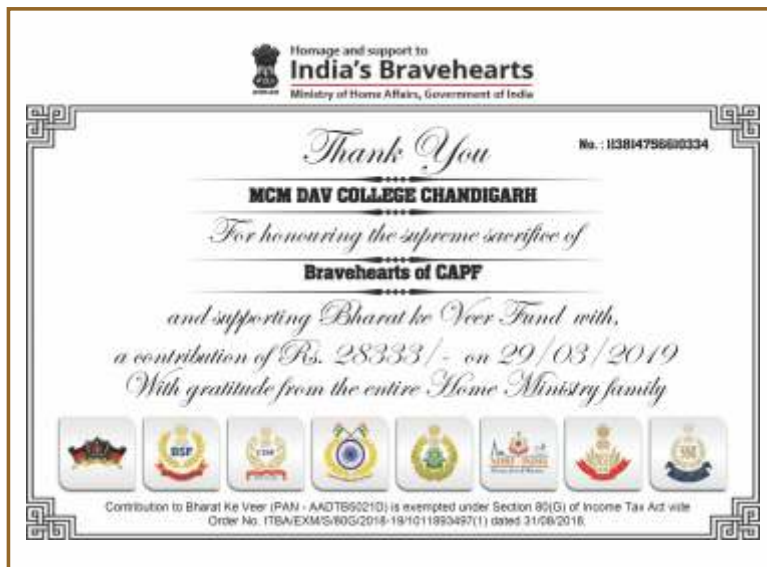 Homage and support to
India's Bravehearts
Ministry of Home Affairs, Government of India
Thank You
No. : 113814756610334
MCM DAV COLLEGE CHANDIGARH
For honouring the supreme sacrifice of
Bravehearts of CAPF
and supporting Bharat ke Veer Fund with,
a contribution of Rs. 28333/- on 29/03/2019
With gratitude from the entire Home Ministry family
BSF
SSB
Contribution to Bharat Ke Veer (PAN - AADTB5021D) is exempted under Section 80(G) of Income Tax Act vide
Order No. ITBA/EXM/S/80G/2018-19/1011893497(1) dated 31/08/2018.